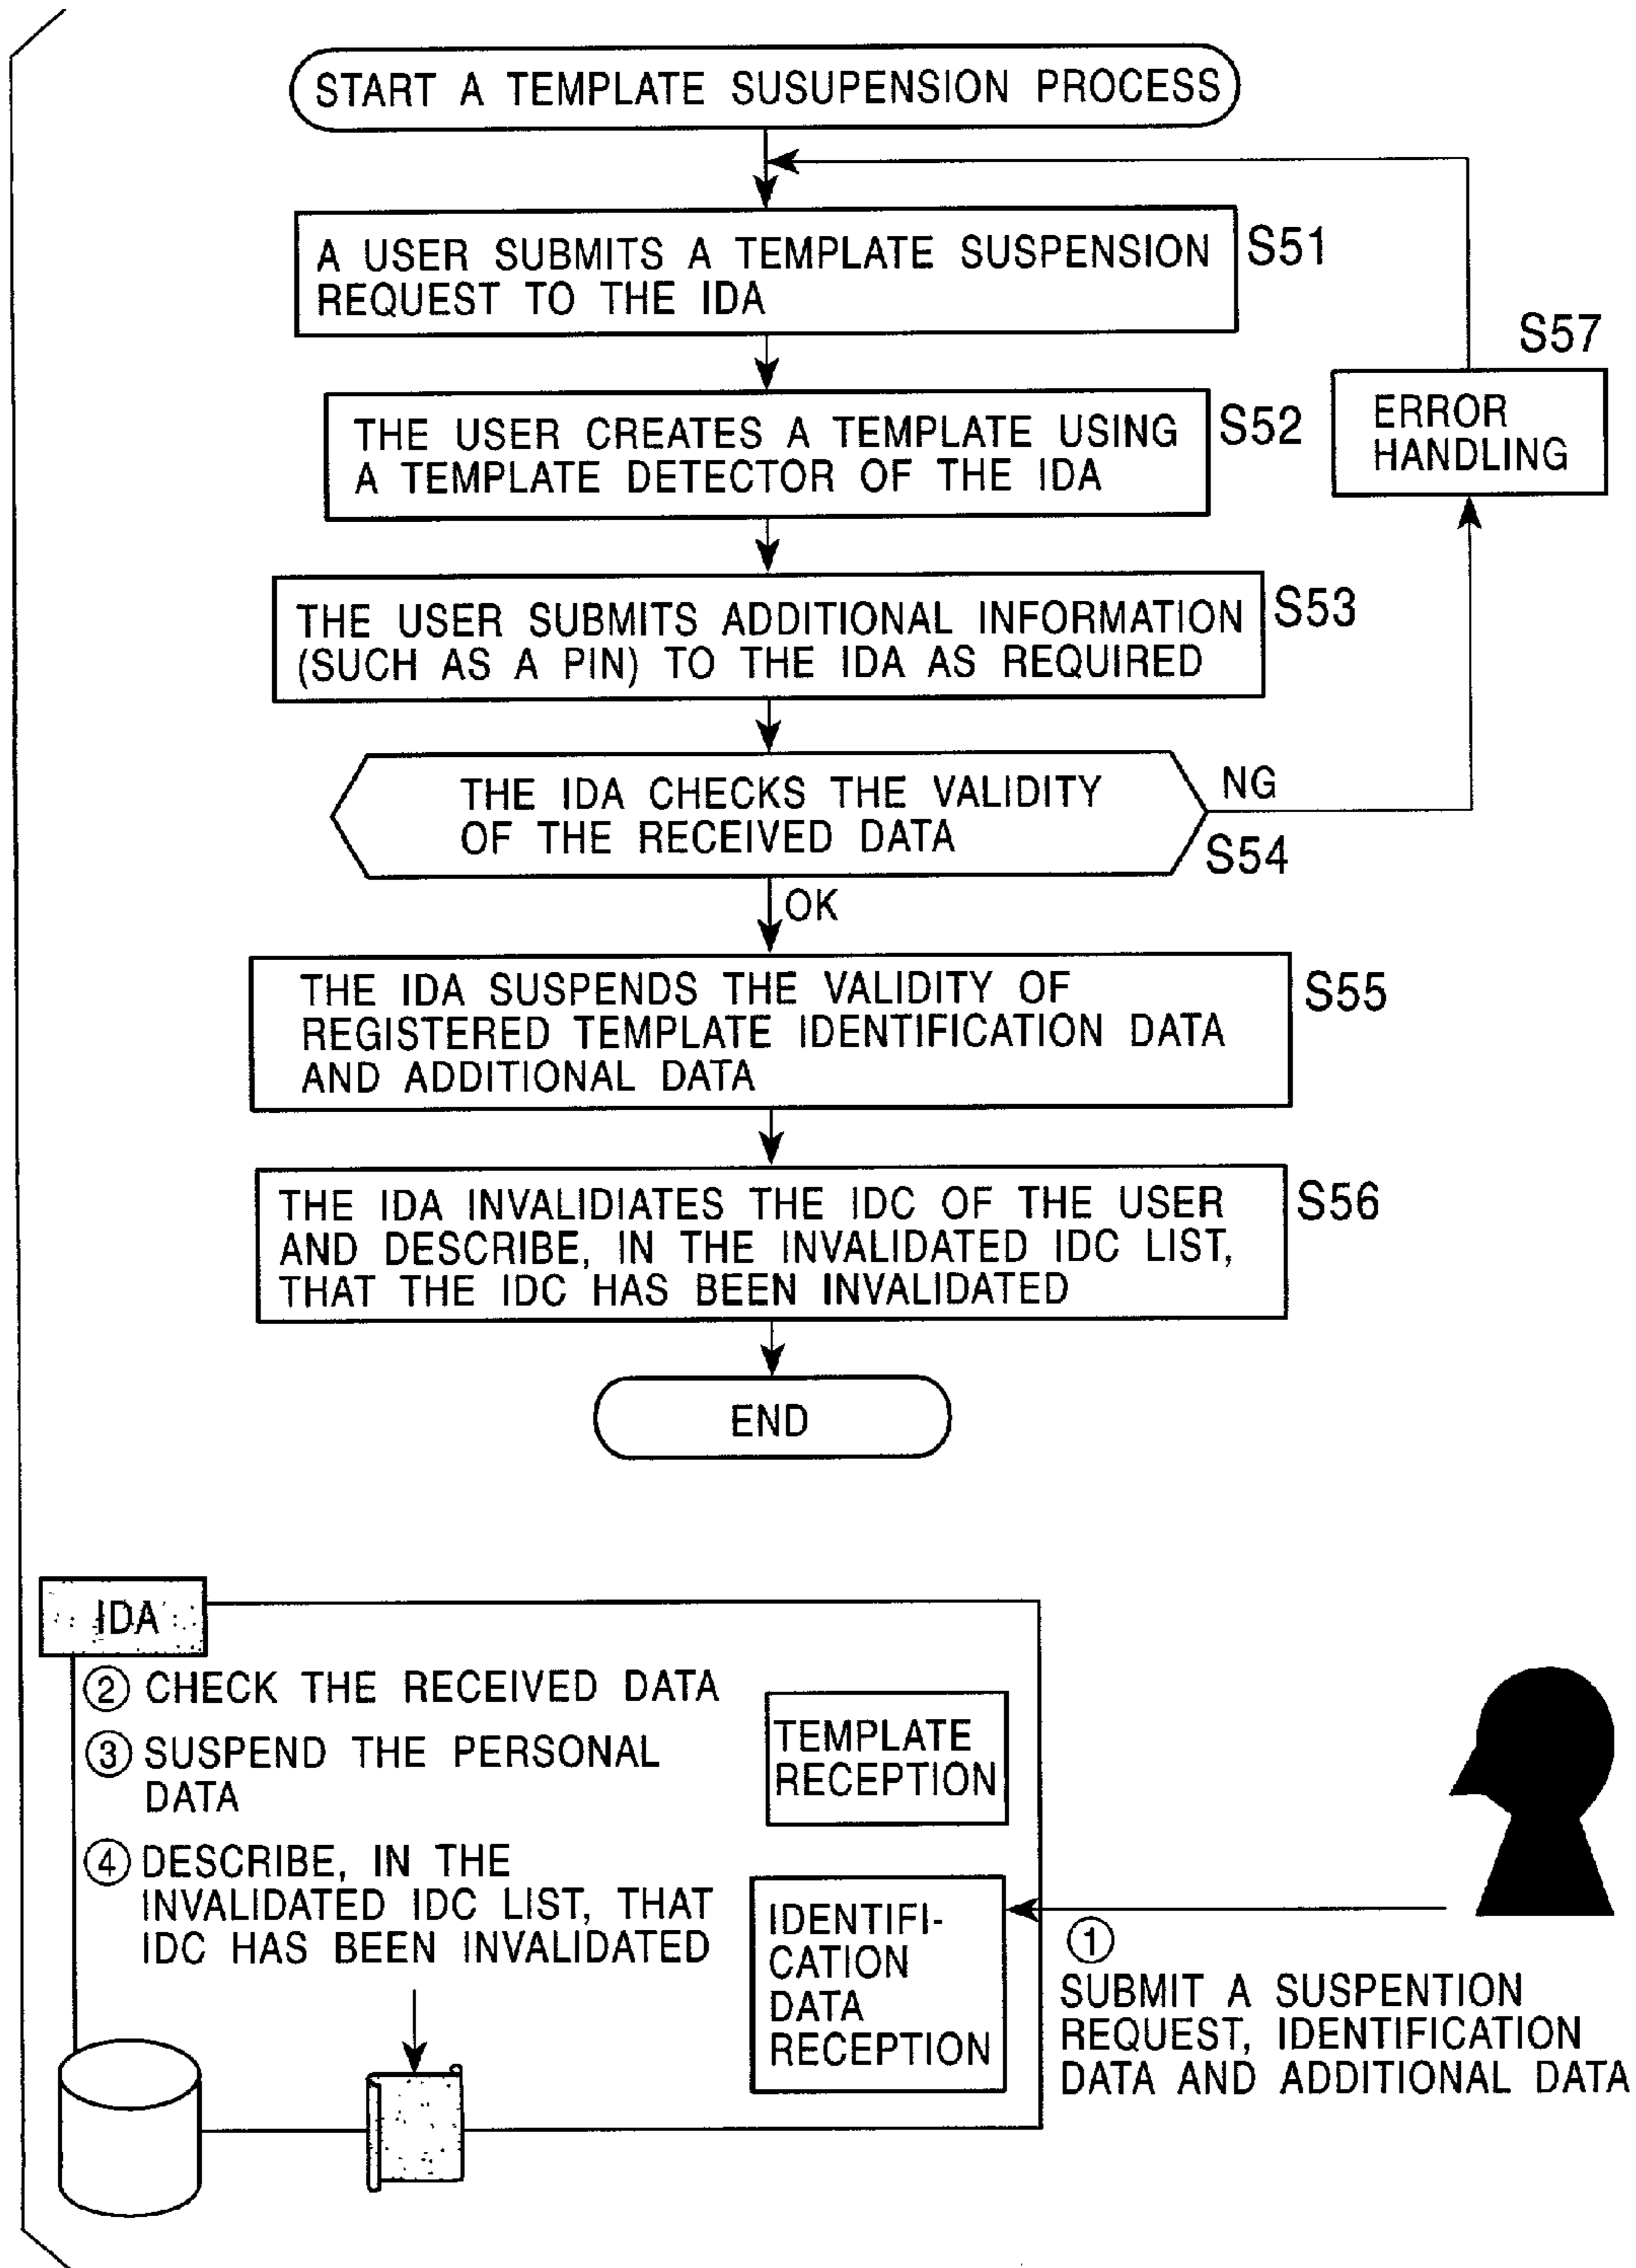 START A TEMPLATE SUSUPENSION PROCESS
A USER SUBMITS A TEMPLATE SUSPENSION
REQUEST TO THE IDA
S51
S57
ERROR
HANDLING
THE USER CREATES A TEMPLATE USING
A TEMPLATE DETECTOR OF THE IDA
S52
THE USER SUBMITS ADDITIONAL INFORMATION
(SUCH AS A PIN) TO THE IDA AS REQUIRED
S53
THE IDA CHECKS THE VALIDITY
OF THE RECEIVED DATA
NG
S54
OK
THE IDA SUSPENDS THE VALIDITY OF
REGISTERED TEMPLATE IDENTIFICATION DATA
AND ADDITIONAL DATA
S55
THE IDA INVALIDIATES THE IDC OF THE USER
AND DESCRIBE, IN THE INVALIDATED IDC LIST,
THAT THE IDC HAS BEEN INVALIDATED
S56
END
IDA
② CHECK THE RECEIVED DATA
③ SUSPEND THE PERSONAL
DATA
④ DESCRIBE, IN THE
INVALIDATED IDC LIST, THAT
IDC HAS BEEN INVALIDATED
TEMPLATE
RECEPTION
IDENTIFI-
CATION
DATA
RECEPTION
①
SUBMIT A SUSPENTION
REQUEST, IDENTIFICATION
DATA AND ADDITIONAL DATA